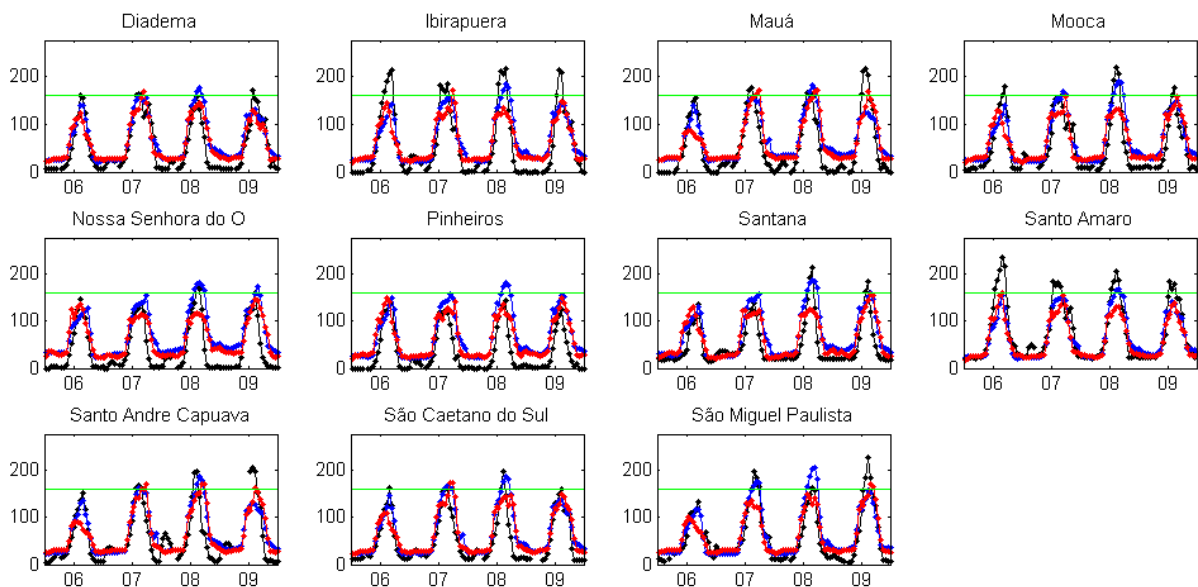 Diadema Ibirapuera Mauá Mooca
200 200 200 200
100 100 100 100
0 0 0 0
06 07 08 09 06 07 08 09 06 07 08 09 06 07 08 09
Nossa Senhora do O Pinheiros Santana Santo Amaro
200 200 200 200
100 100 100 100
0 0 0 0
06 07 08 09 06 07 08 09 06 07 08 09 06 07 08 09
Santo Andre Capuava São Caetano do Sul São Miguel Paulista
200 200 200
100 100 100
0 0 0
06 07 08 09 06 07 08 09 06 07 08 09